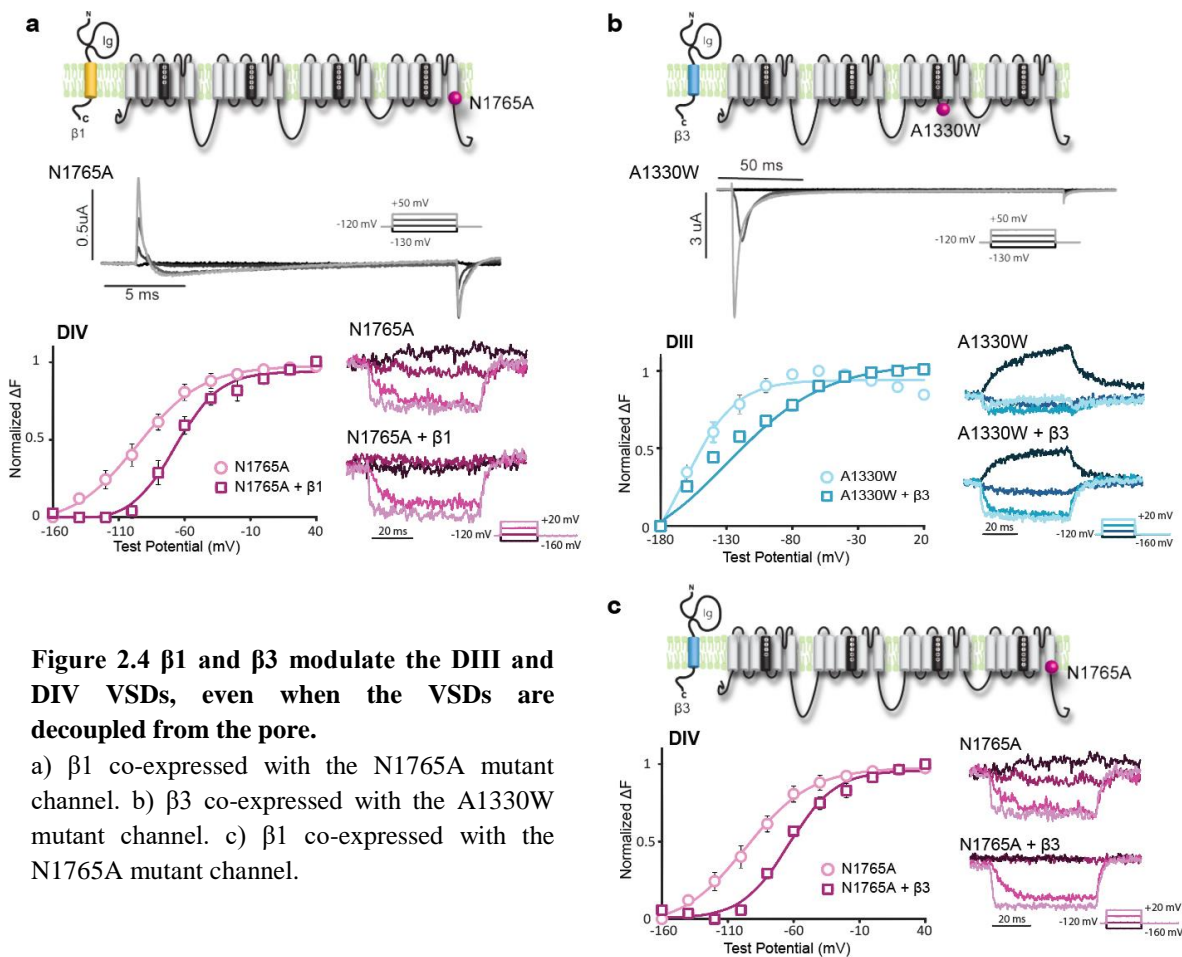 a
N
Ig
C
β1
N1765A
N1765A
0.5uA
+50 mV
-120 mV
-130 mV
5 ms
DIV
Normalized ΔF
1
0.5
0
N1765A
N1765A + β1
-160
-110
-60
-10
40
Test Potential (mV)
N1765A
N1765A + β1
20 ms
+20 mV
-120 mV
-160 mV
b
N
Ig
C
β3
A1330W
A1330W
50 ms
3 uA
+50 mV
-120 mV
-130 mV
DIII
Normalized ΔF
1
0.5
0
A1330W
A1330W + β3
-180
-130
-80
-30
20
Test Potential (mV)
A1330W
A1330W + β3
20 ms
+20 mV
-120 mV
-160 mV
Figure 2.4 β1 and β3 modulate the DIII and
DIV VSDs, even when the VSDs are
decoupled from the pore.
a) β1 co-expressed with the N1765A mutant
channel. b) β3 co-expressed with the A1330W
mutant channel. c) β1 co-expressed with the
N1765A mutant channel.
c
N
Ig
C
β3
N1765A
DIV
Normalized ΔF
1
0.5
0
N1765A
N1765A + β3
-160
-110
-60
-10
40
Test Potential (mV)
N1765A
N1765A + β3
20 ms
+20 mV
-120 mV
-160 mV